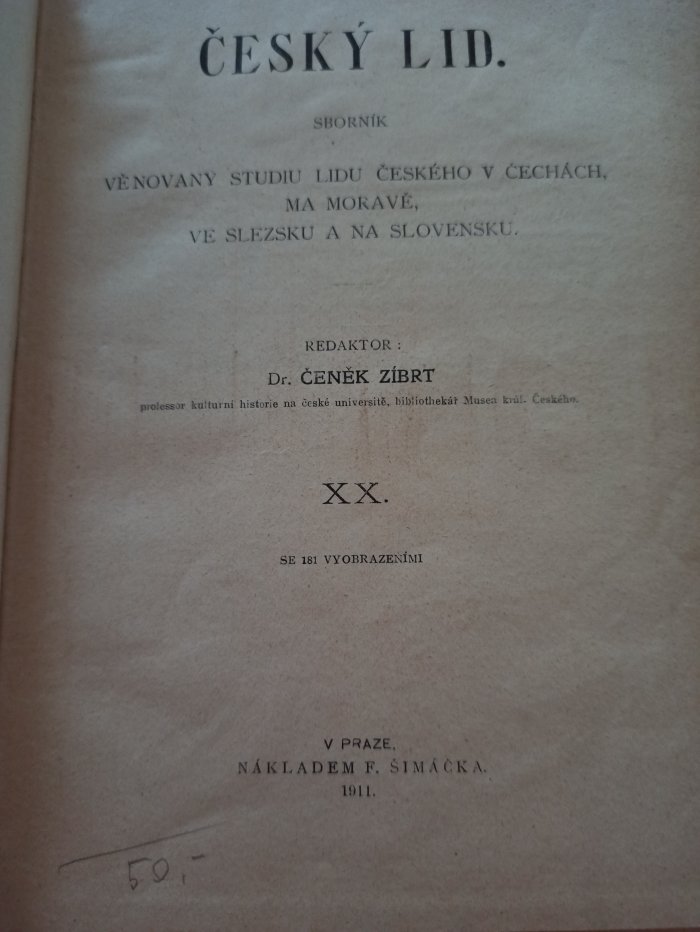 ČESKÝ LID.
SBORNÍK
VĚNOVANÝ STUDIU LIDU ČESKÉHO V ČECHÁCH,
MA MORAVĚ,
VE SLEZSKU A NA SLOVENSKU.
REDAKTOR :
Dr. ČENĚK ZÍBRT
professor kulturní historie na české universitě, bibliothekář Musea král. Českého.
XX.
SE 181 VYOBRAZENÍMI
V PRAZE,
NÁKLADEM F. ŠIMÁČKA.
1911.
50,-